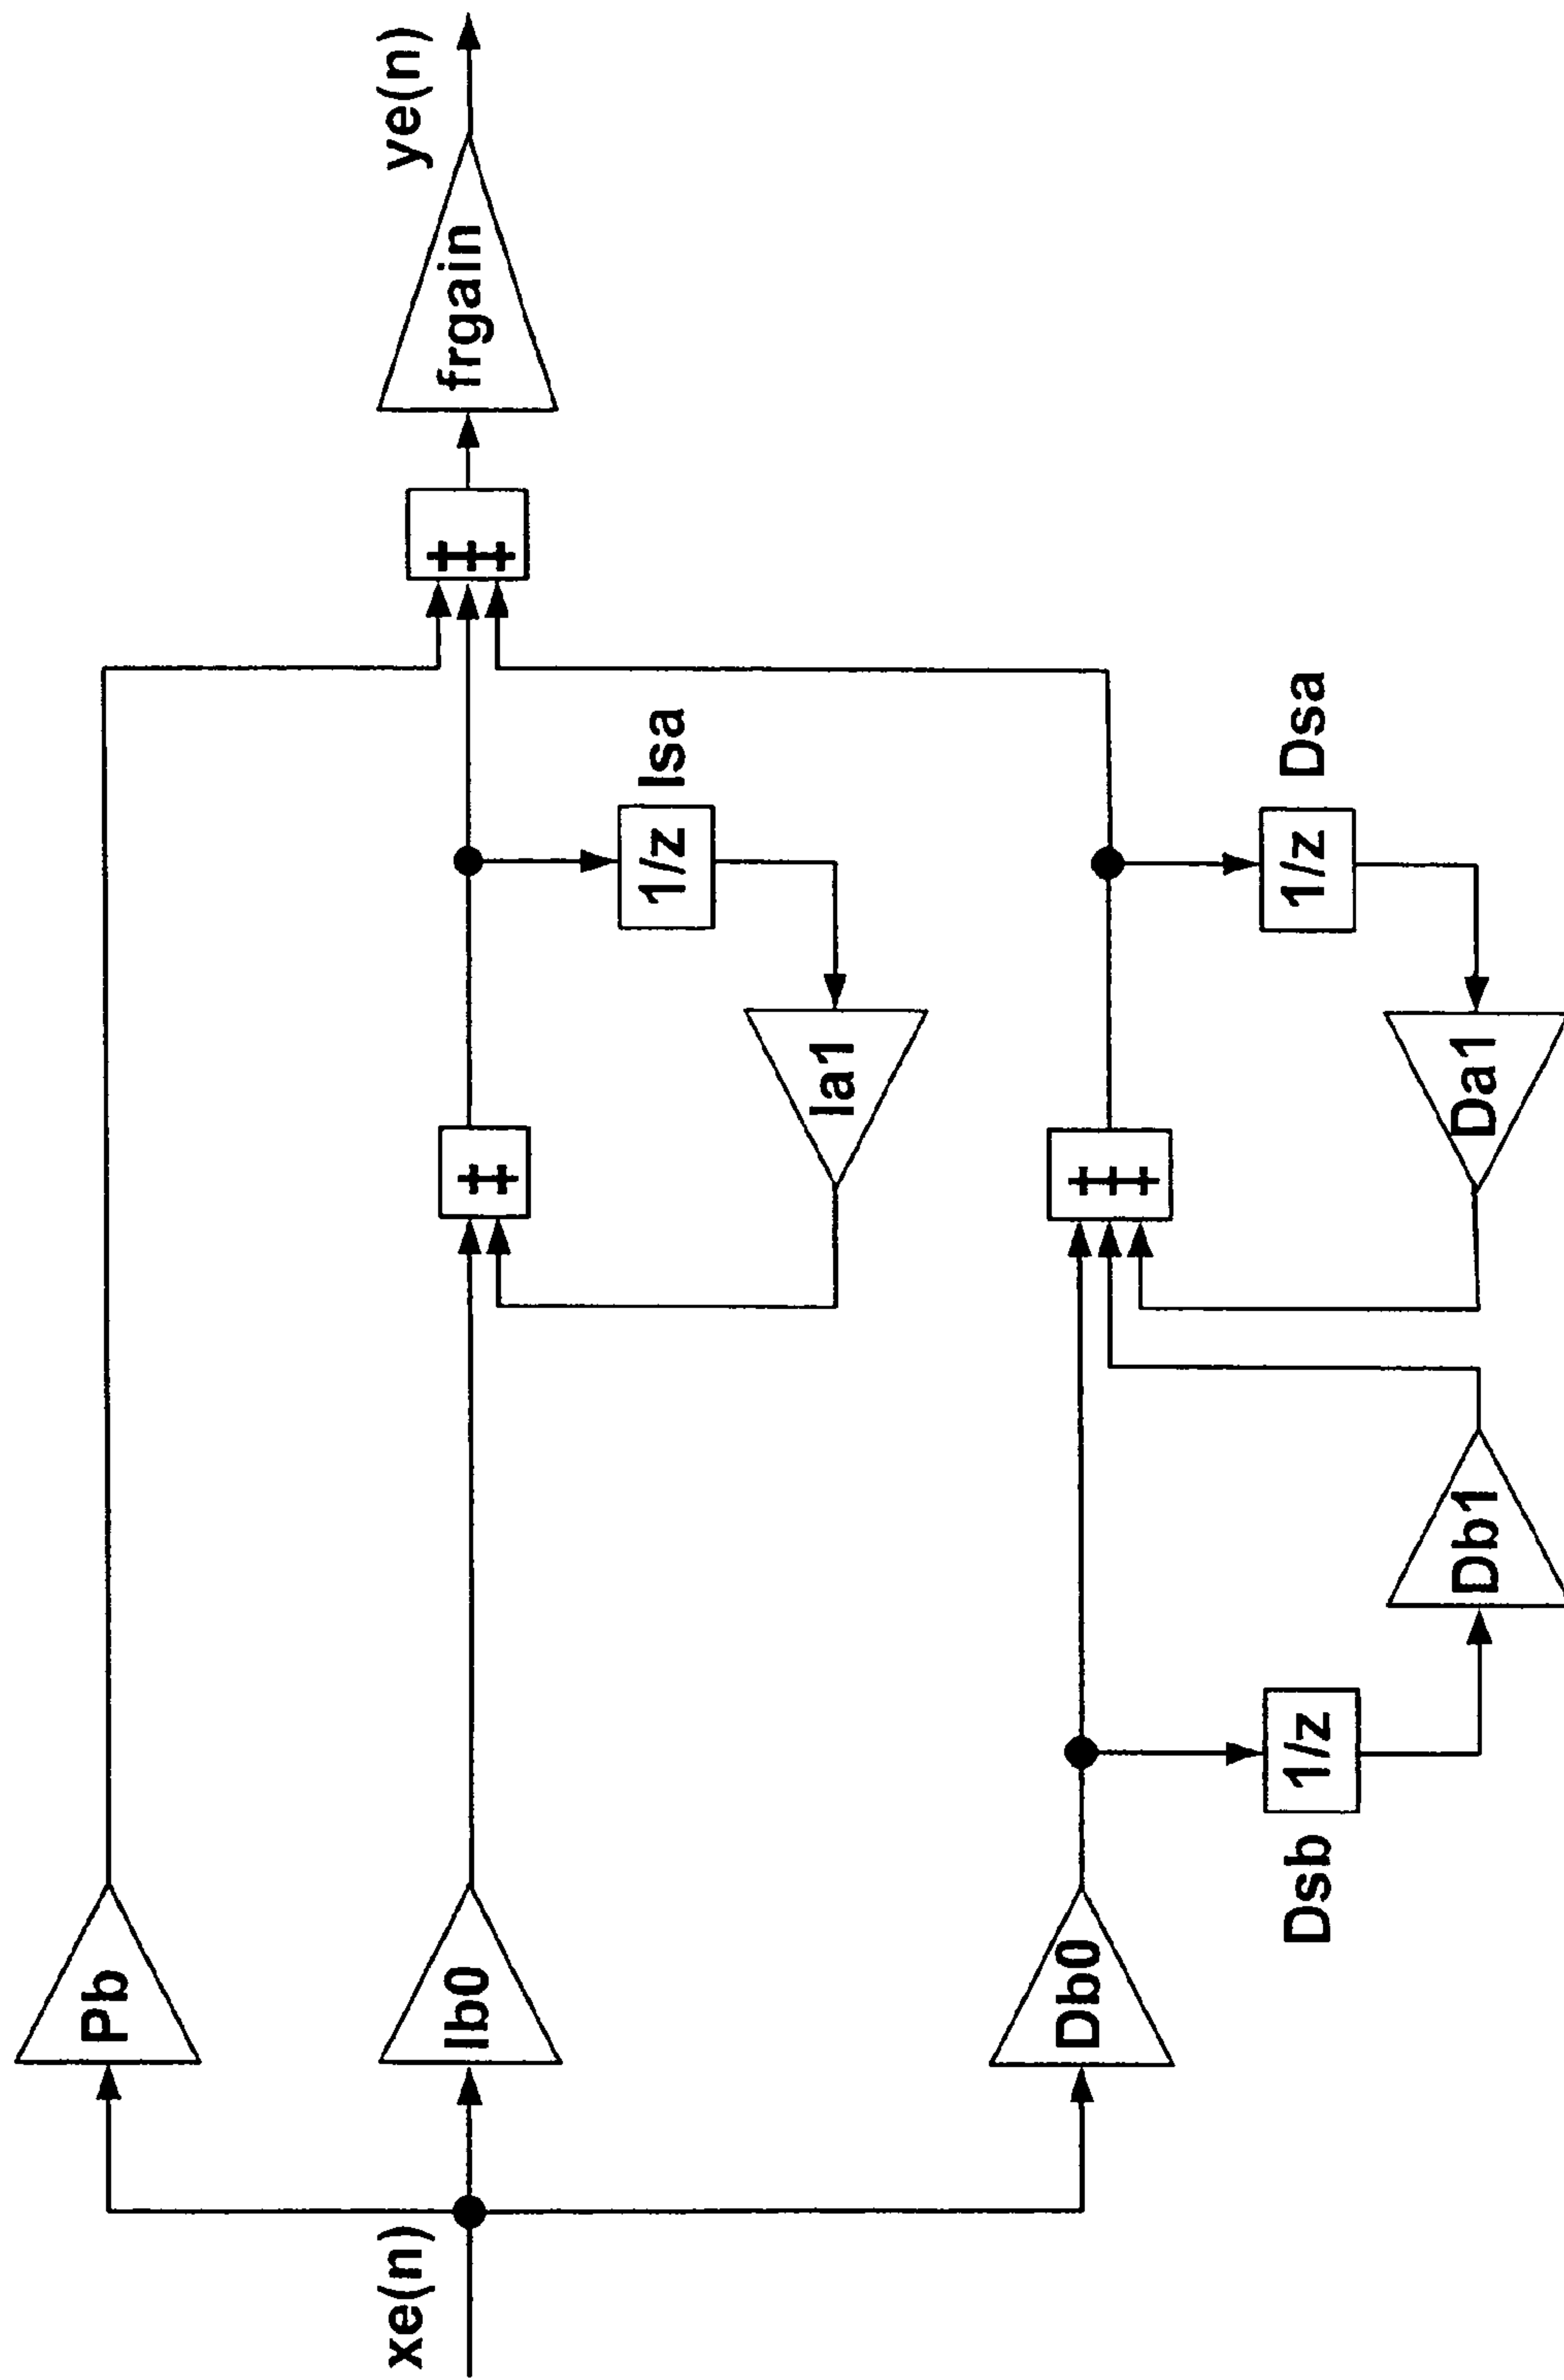 xe(n)
Pb
Ib0
Db0
Dsb
1/z
Db1
+++
Da1
1/z
Dsa
++
Ia1
1/z
Isa
+++
frgain
ye(n)